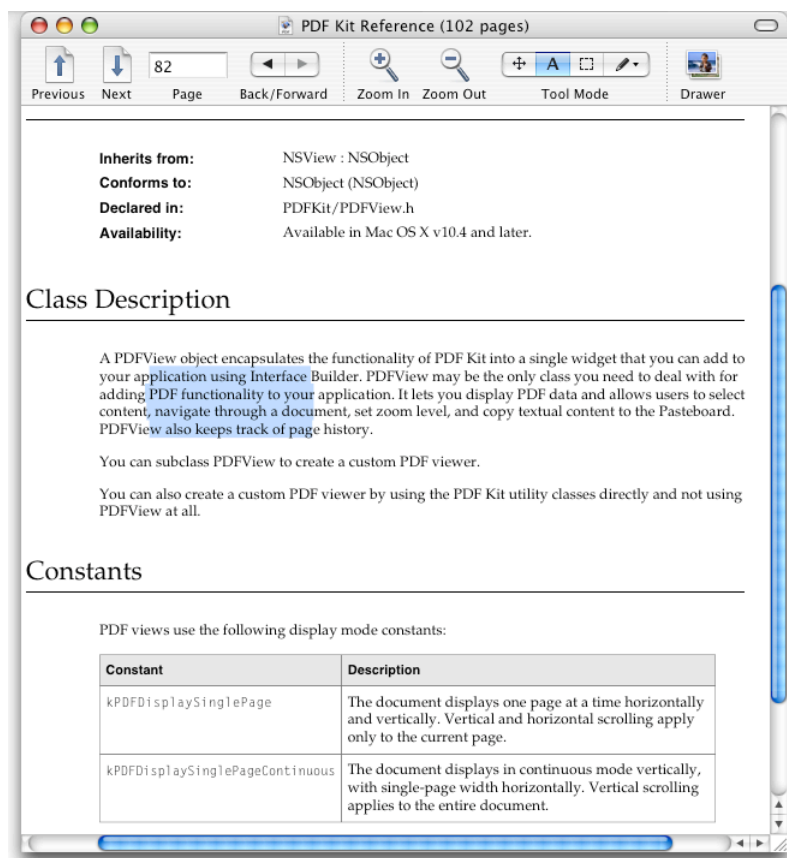 PDF Kit Reference (102 pages)
82
A
Previous Next Page Back/Forward Zoom In Zoom Out Tool Mode Drawer
Inherits from: NSView : NSObject
Conforms to: NSObject (NSObject)
Declared in: PDFKit/PDFView.h
Availability: Available in Mac OS X v10.4 and later.
Class Description
A PDFView object encapsulates the functionality of PDF Kit into a single widget that you can add to
your application using Interface Builder. PDFView may be the only class you need to deal with for
adding PDF functionality to your application. It lets you display PDF data and allows users to select
content, navigate through a document, set zoom level, and copy textual content to the Pasteboard.
PDFView also keeps track of page history.
You can subclass PDFView to create a custom PDF viewer.
You can also create a custom PDF viewer by using the PDF Kit utility classes directly and not using
PDFView at all.
Constants
PDF views use the following display mode constants:
Constant Description
kPDFDisplaySinglePage The document displays one page at a time horizontally
and vertically. Vertical and horizontal scrolling apply
only to the current page.
kPDFDisplaySinglePageContinuous The document displays in continuous mode vertically,
with single-page width horizontally. Vertical scrolling
applies to the entire document.